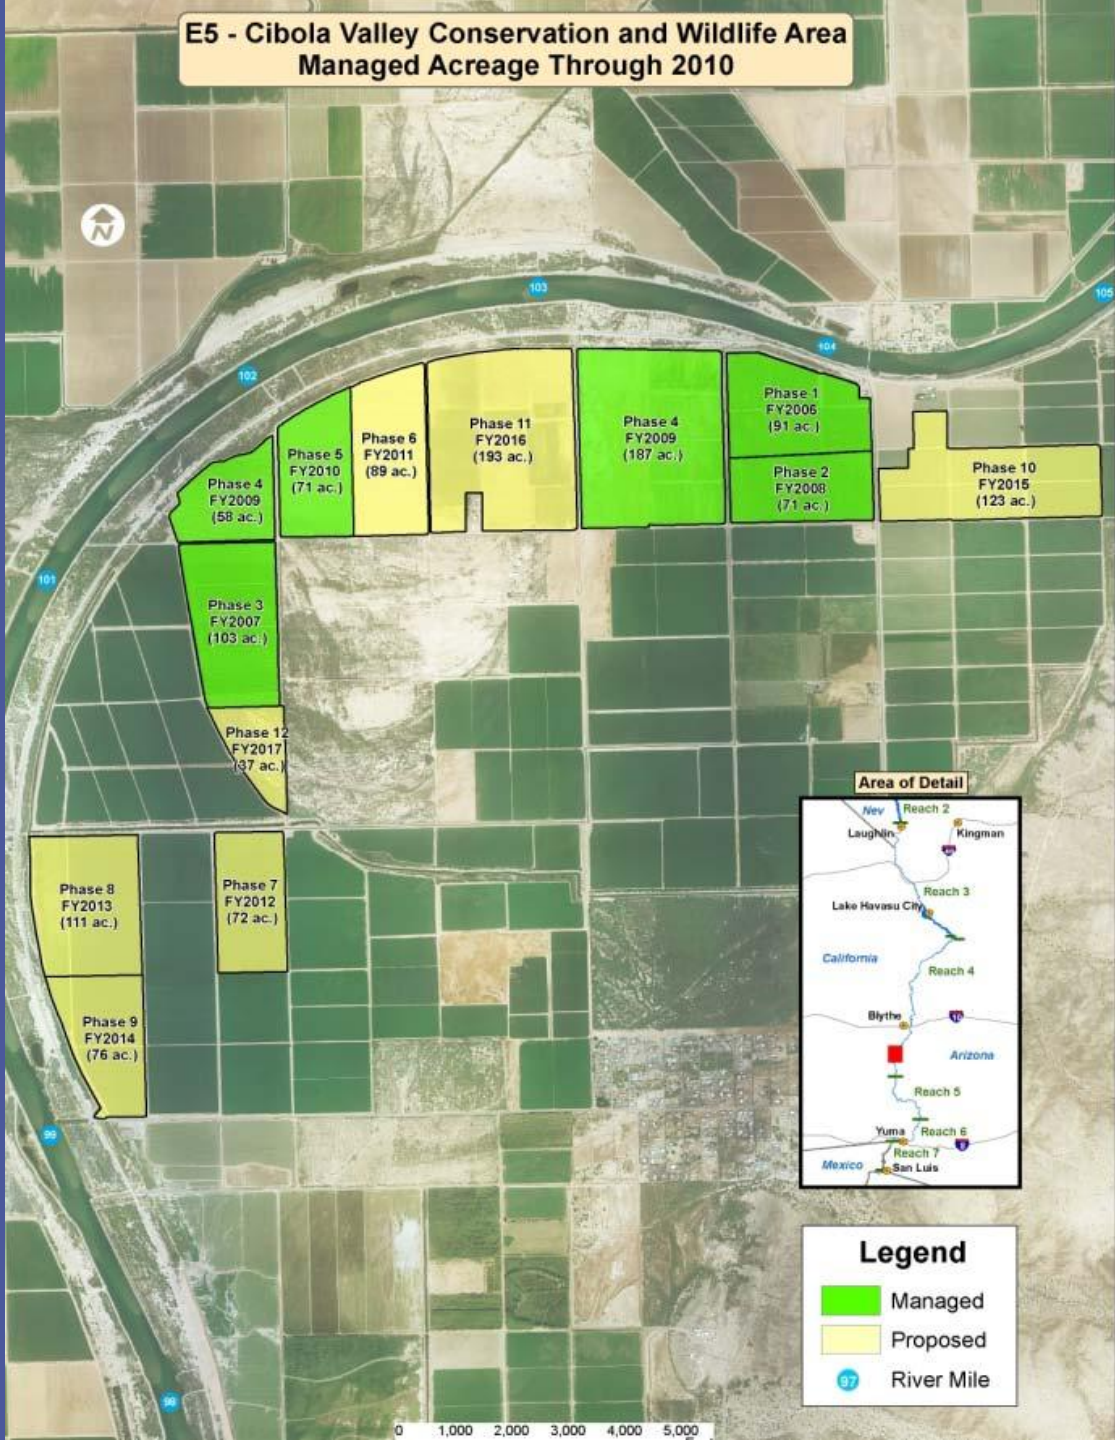 E5 - Cibola Valley Conservation and Wildlife Area
Managed Acreage Through 2010
N
103
105
104
102
Phase 1
FY2006
(91 ac.)
Phase 11
FY2016
(193 ac.)
Phase 4
FY2009
(187 ac.)
Phase 6
FY2011
(89 ac.)
Phase 5
FY2010
(71 ac.)
Phase 2
FY2008
(71 ac.)
Phase 10
FY2015
(123 ac.)
Phase 4
FY2009
(58 ac.)
101
Phase 3
FY2007
(103 ac.)
Phase 12
FY2017
(37 ac.)
Phase 8
FY2013
(111 ac.)
Phase 7
FY2012
(72 ac.)
Phase 9
FY2014
(76 ac.)
99
98
Area of Detail
Nev
Reach 2
Laughlin
Kingman
Reach 3
Lake Havasu City
California
Reach 4
Blythe
10
Arizona
Reach 5
Yuma
Reach 6
8
Reach 7
Mexico
San Luis
Legend
Managed
Proposed
97
River Mile
0 1,000 2,000 3,000 4,000 5,000